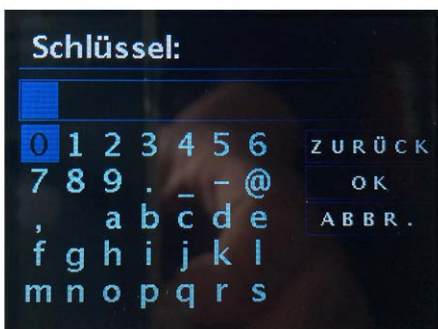 Schlüssel:
0 1 2 3 4 5 6 ZURÜCK
7 8 9 . _ - @ OK
, a b c d e ABBR.
f g h i j k l
m n o p q r s